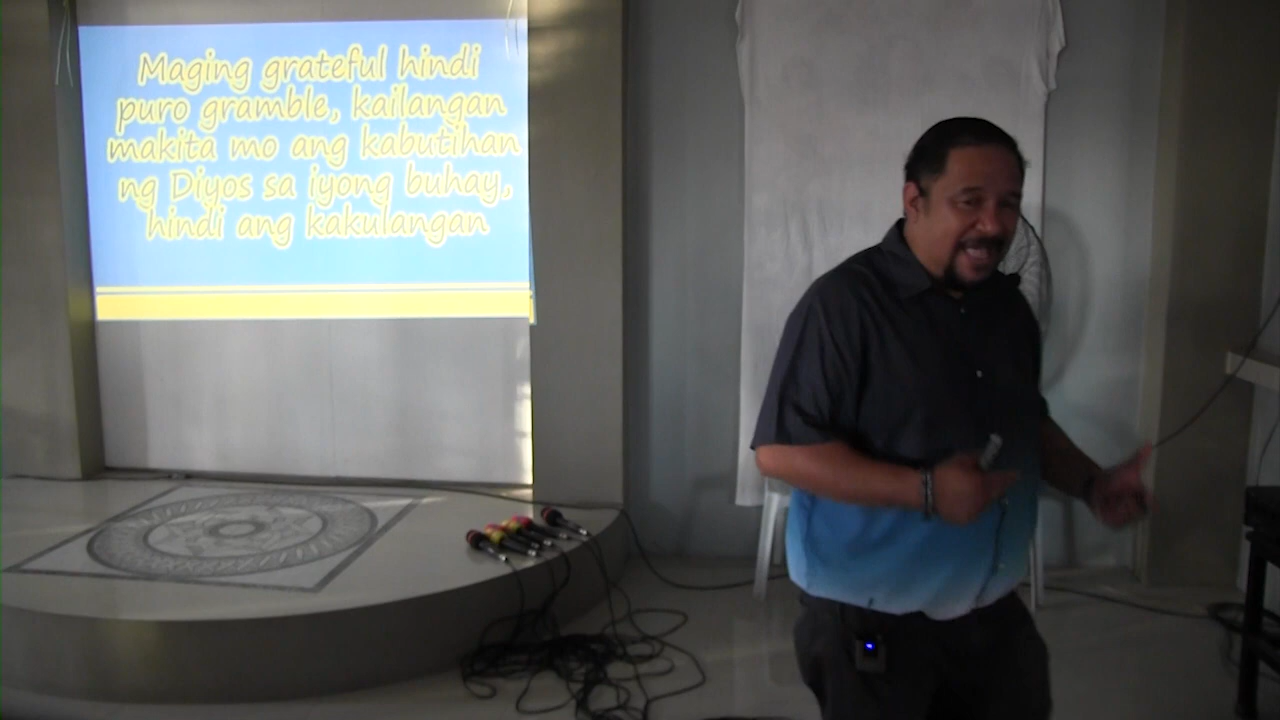 Maging grateful hindi
puro gramble, kailangan
makita mo ang kabutihan
ng Diyos sa iyong buhay,
hindi ang kakulangan